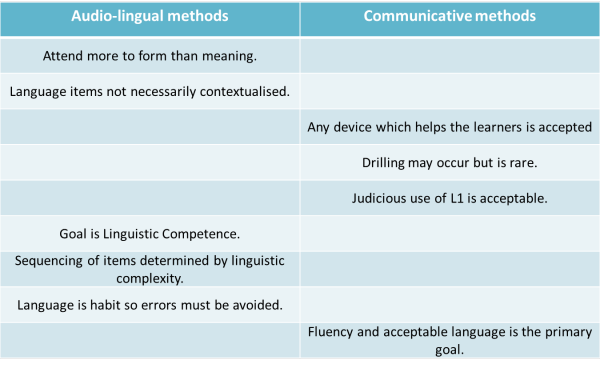 Audio-lingual methods
Communicative methods
Attend more to form than meaning.
Language items not necessarily contextualised.
Any device which helps the learners is accepted
Drilling may occur but is rare.
Judicious use of L1 is acceptable.
Goal is Linguistic Competence.
Sequencing of items determined by linguistic
complexity.
Language is habit so errors must be avoided.
Fluency and acceptable language is the primary
goal.